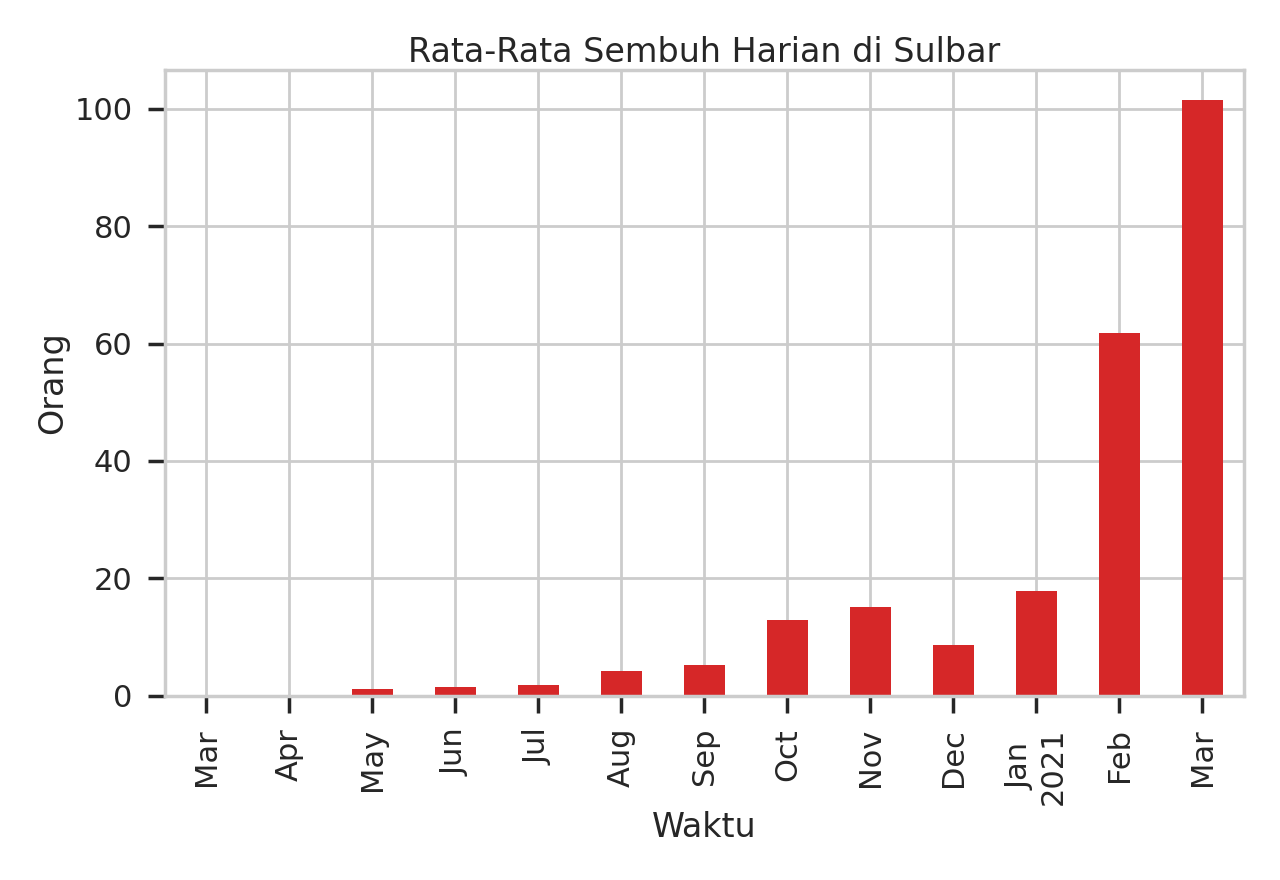 Rata-Rata Sembuh Harian di Sulbar
100
80
60
40
20
0
Orang
Mar
Apr
May
Jun
Jul
Aug
Sep
Oct
Nov
Dec
Jan
2021
Feb
Mar
Waktu